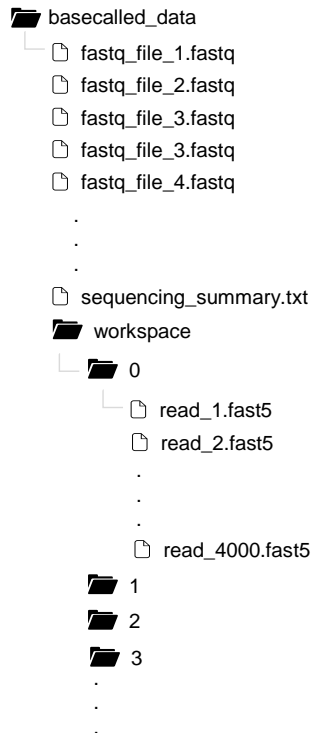 basecalled_data
fastq_file_1.fastq
fastq_file_2.fastq
fastq_file_3.fastq
fastq_file_3.fastq
fastq_file_4.fastq
.
.
.
sequencing_summary.txt
workspace
0
read_1.fast5
read_2.fast5
.
.
.
read_4000.fast5
1
2
3
.
.
.